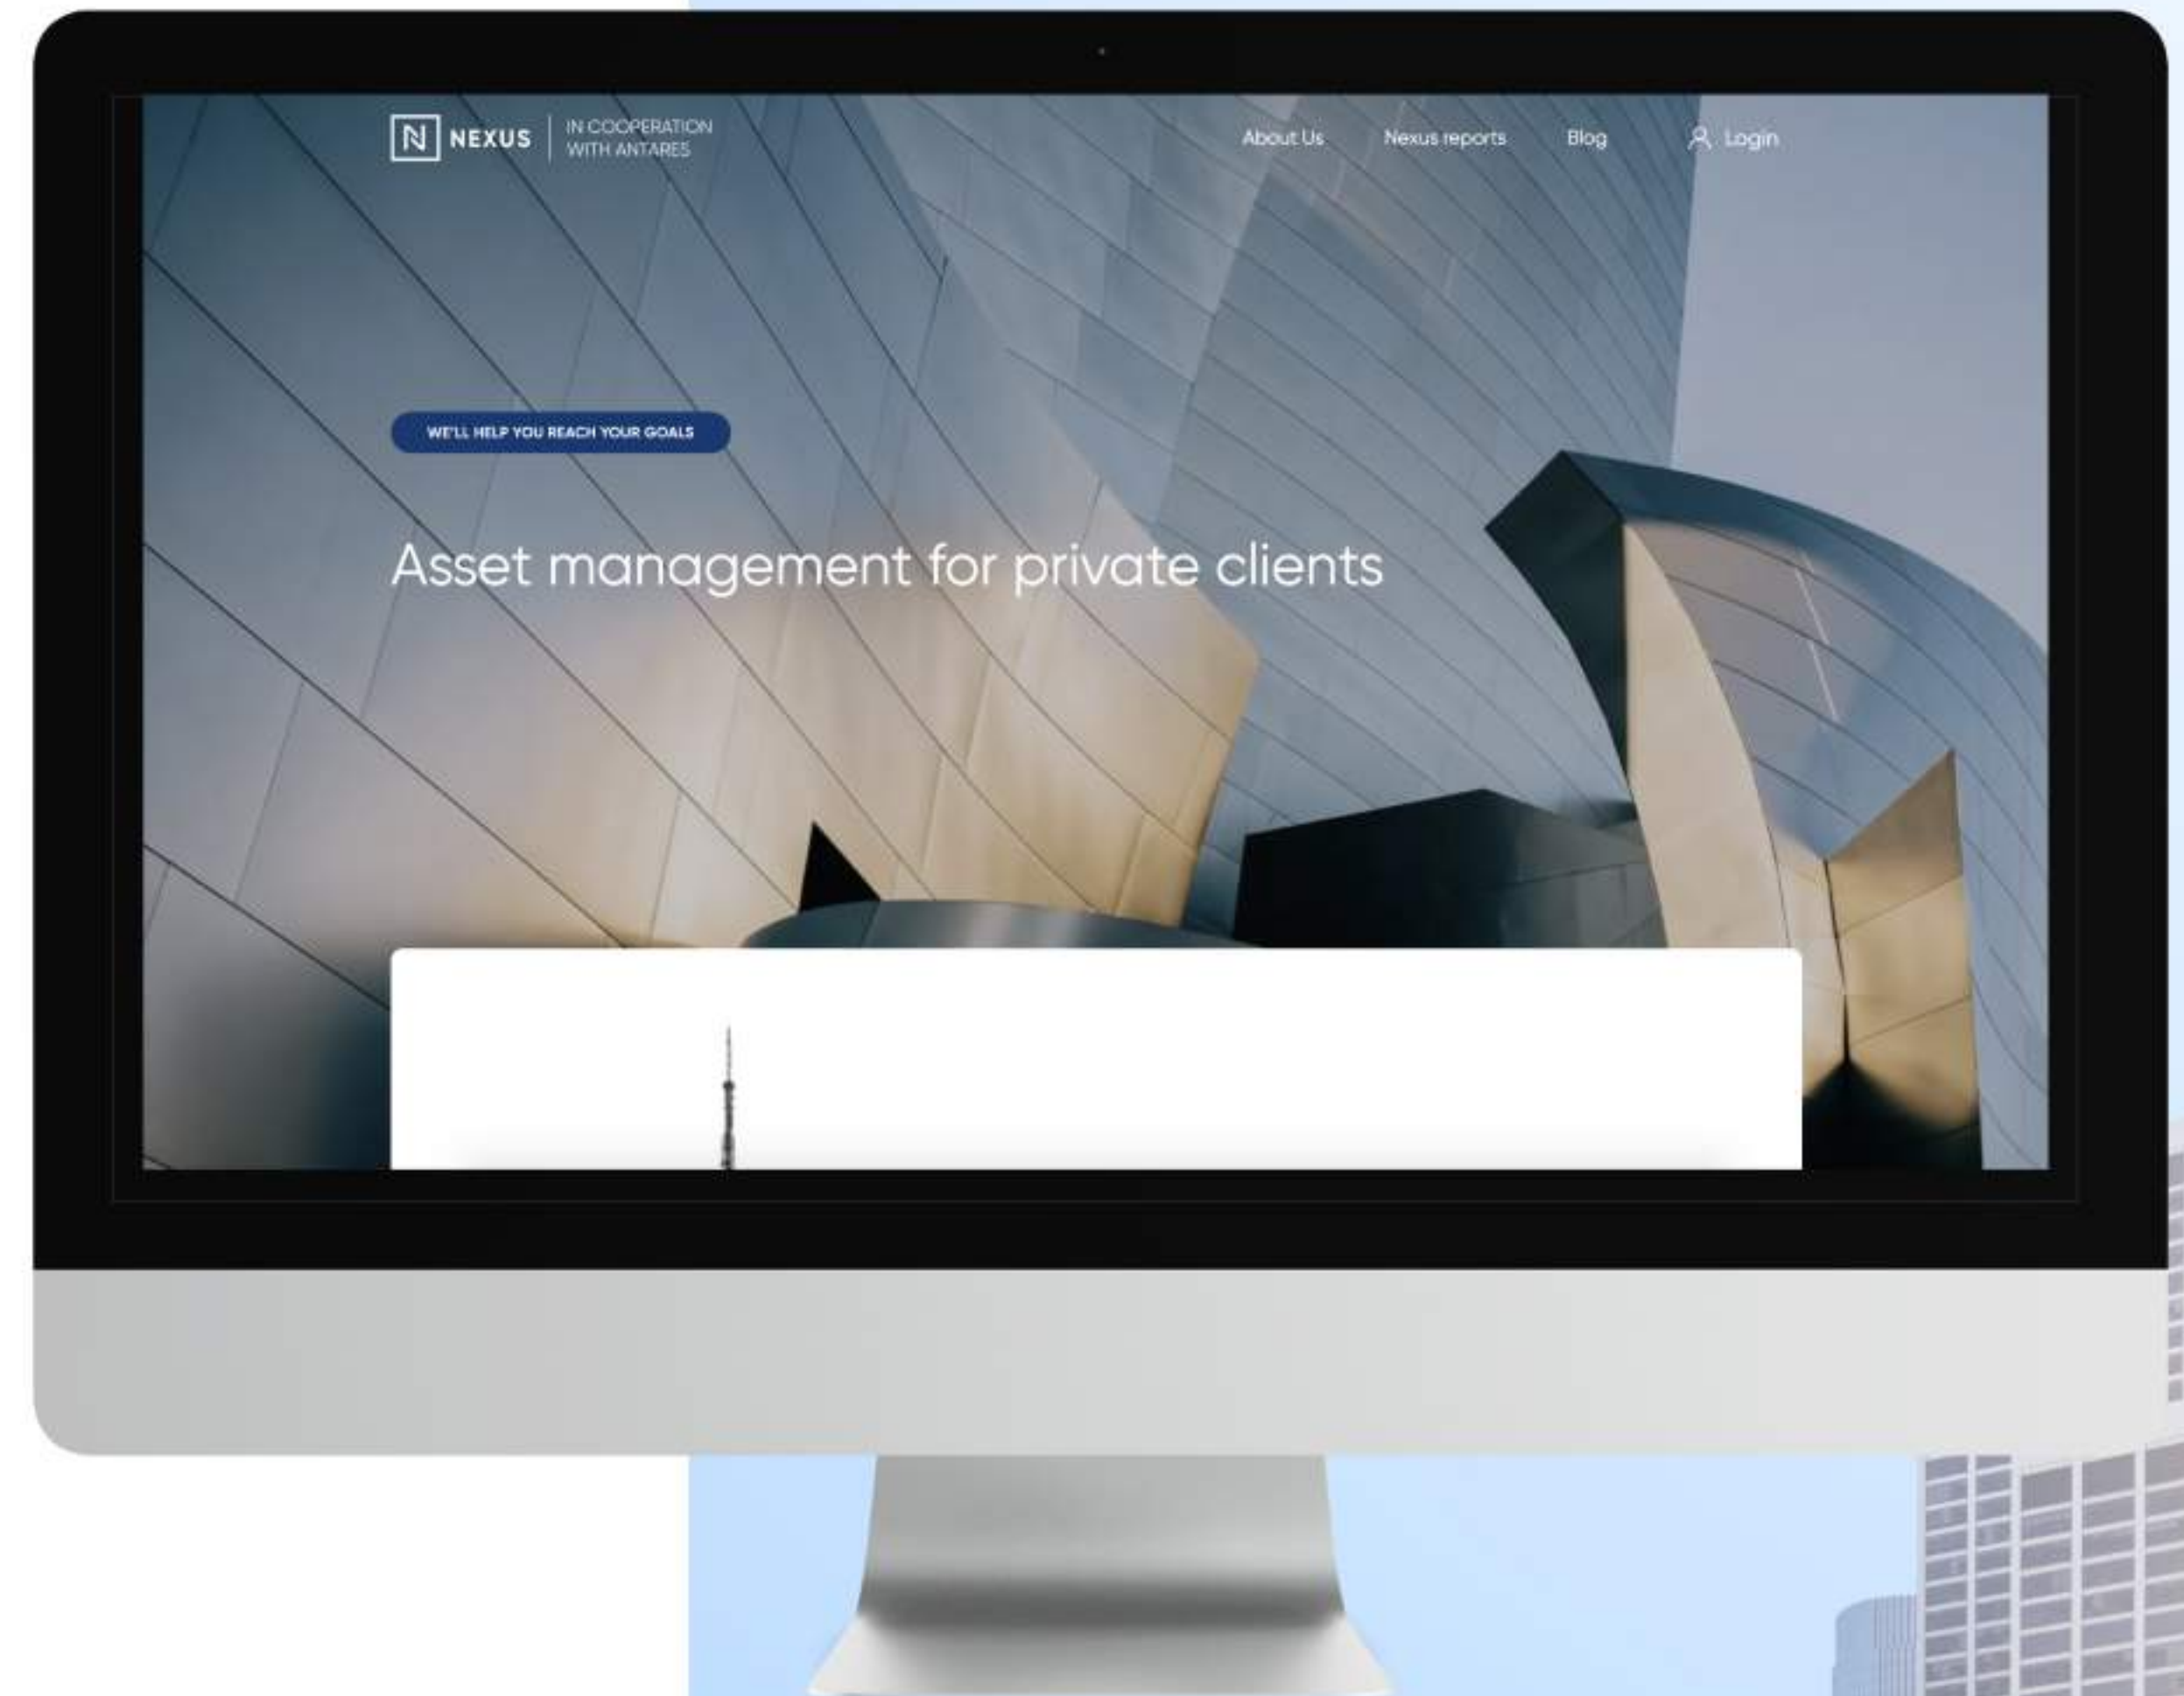 N NEXUS
IN COOPERATION
WITH ANTARES
About Us
Nexus reports
Blog
Login
WE'LL HELP YOU REACH YOUR GOALS
Asset management for private clients